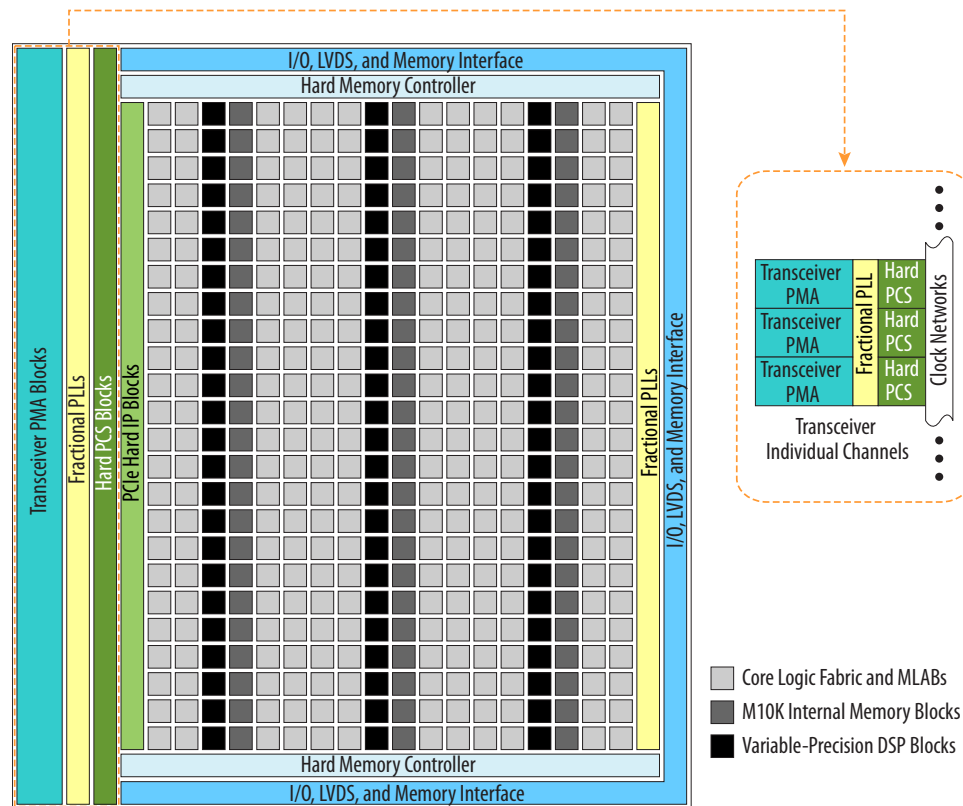 I/O, LVDS, and Memory Interface
Hard Memory Controller
Transceiver PMA Blocks
Fractional PLLs
Hard PCS Blocks
PCIe Hard IP Blocks
Fractional PLLs
I/O, LVDS, and Memory Interface
Hard Memory Controller
I/O, LVDS, and Memory Interface
Transceiver
PMA
Transceiver
PMA
Transceiver
PMA
Fractional PLL
Hard
PCS
Hard
PCS
Hard
PCS
Clock Networks
Transceiver
Individual Channels
Core Logic Fabric and MLABs
M10K Internal Memory Blocks
Variable-Precision DSP Blocks